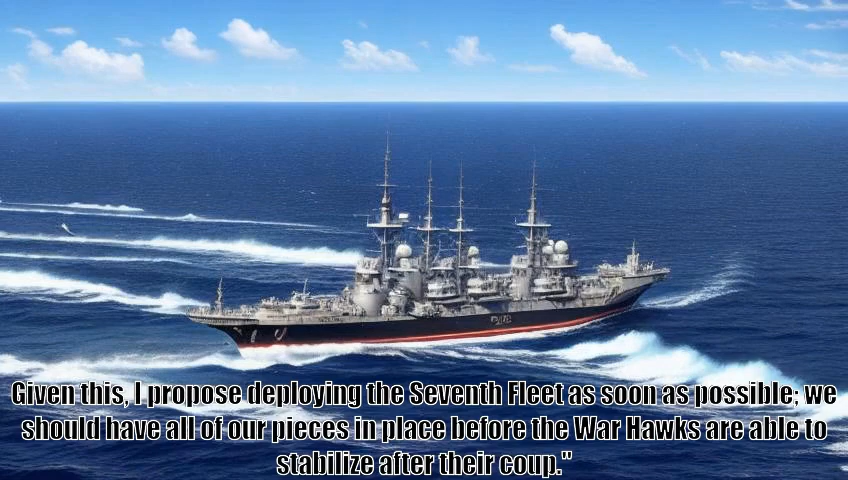 Given this, I propose deploying the Seventh Fleet as soon as possible; we
should have all of our pieces in place before the War Hawks are able to
stabilize after their coup."